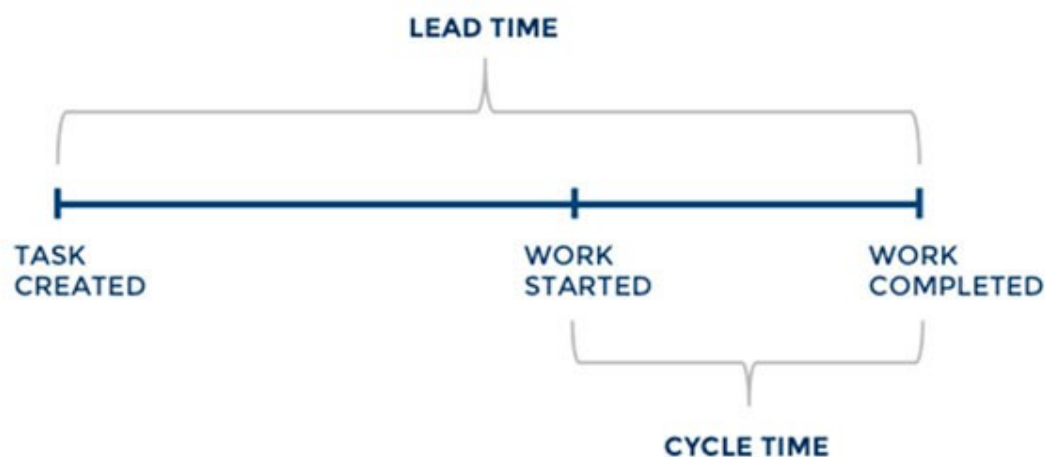 LEAD TIME
TASK
CREATED
WORK
STARTED
WORK
COMPLETED
CYCLE TIME